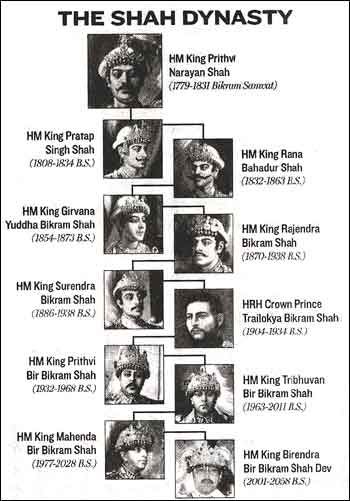 THE SHAH DYNASTY
HM King Prithvi
Narayan Shah
(1779-1831 Bikram Samvat)
HM King Pratap
Singh Shah
(1808-1834 B.S.)
HM King Rana
Bahadur Shah
(1832-1863 B.S.)
HM King Girvana
Yuddha Bikram Shah
(1854-1873 B.S.)
HM King Rajendra
Bikram Shah
(1870-1938 B.S.)
HM King Surendra
Bikram Shah
(1886-1938 B.S.)
HRH Crown Prince
Trailokya Bikram Shah
(1904-1934 B.S.)
HM King Prithvi
Bir Bikram Shah
(1932-1968 B.S.)
HM King Tribhuvan
Bir Bikram Shah
(1963-2011 B.S.)
HM King Mahenda
Bir Bikram Shah
(1977-2028 B.S.)
HM King Birendra
Bir Bikram Shah Dev
(2001-2058 B.S.)